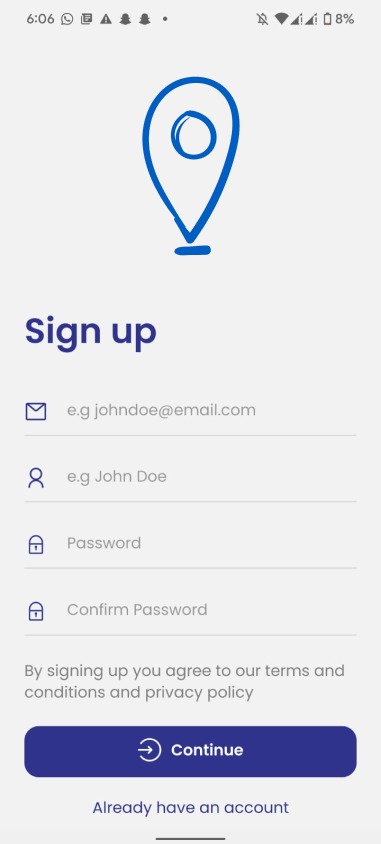 6:06
8%
Sign up
e.g johndoe@email.com
e.g John Doe
Password
Confirm Password
By signing up you agree to our terms and
conditions and privacy policy
Continue
Already have an account